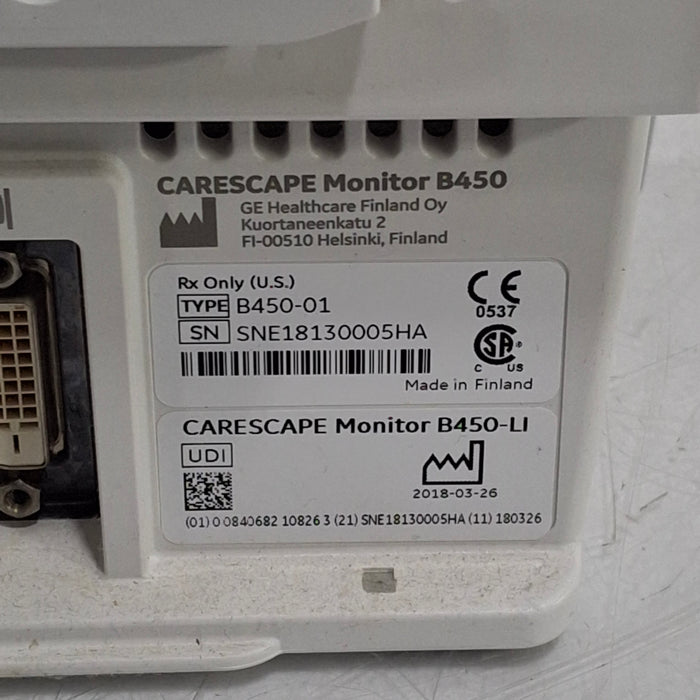 CARESCAPE Monitor B450
GE Healthcare Finland Oy
Kuortaneenkatu 2
FI-00510 Helsinki, Finland
Rx Only (U.S.)
TYPE B450-01
SN SNE18130005HA
CE
0537
SA ®
C US
Made in Finland
CARESCAPE Monitor B450-LI
UDI
2018-03-26
(01) 0 0840682 10826 3 (21) SNE18130005HA (11) 180326